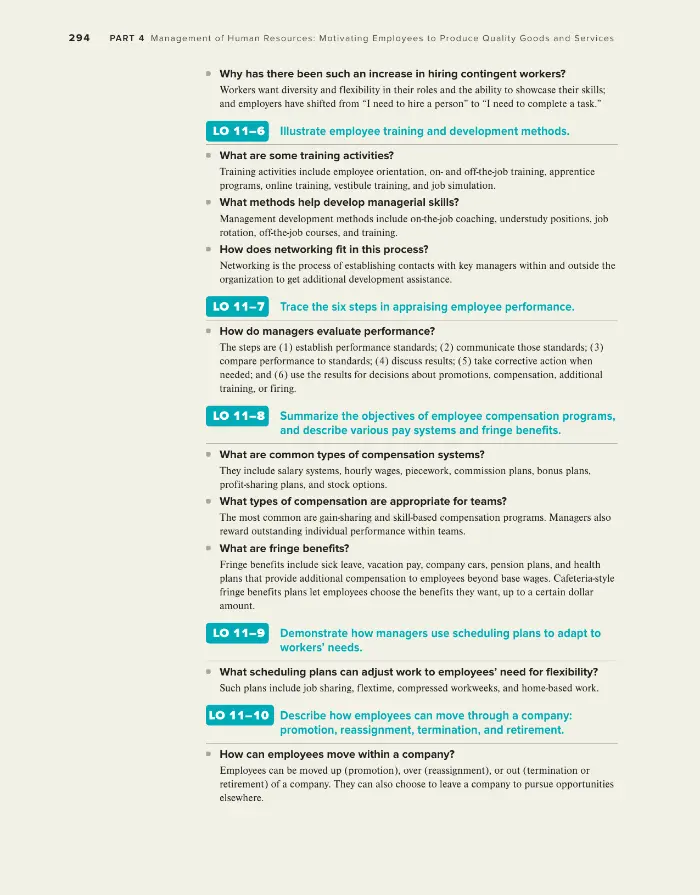 294 PART 4 Management of Human Resources: Motivating Employees to Produce Quality Goods and Services
Why has there been such an increase in hiring contingent workers?
Workers want diversity and flexibility in their roles and the ability to showcase their skills;
and employers have shifted from “I need to hire a person” to “I need to complete a task.”
LO 11–6 Illustrate employee training and development methods.
What are some training activities?
Training activities include employee orientation, on- and off-the-job training, apprentice
programs, online training, vestibule training, and job simulation.
What methods help develop managerial skills?
Management development methods include on-the-job coaching, understudy positions, job
rotation, off-the-job courses, and training.
How does networking fit in this process?
Networking is the process of establishing contacts with key managers within and outside the
organization to get additional development assistance.
LO 11–7 Trace the six steps in appraising employee performance.
How do managers evaluate performance?
The steps are (1) establish performance standards; (2) communicate those standards; (3)
compare performance to standards; (4) discuss results; (5) take corrective action when
needed; and (6) use the results for decisions about promotions, compensation, additional
training, or firing.
LO 11–8 Summarize the objectives of employee compensation programs,
and describe various pay systems and fringe benefits.
What are common types of compensation systems?
They include salary systems, hourly wages, piecework, commission plans, bonus plans,
profit-sharing plans, and stock options.
What types of compensation are appropriate for teams?
The most common are gain-sharing and skill-based compensation programs. Managers also
reward outstanding individual performance within teams.
What are fringe benefits?
Fringe benefits include sick leave, vacation pay, company cars, pension plans, and health
plans that provide additional compensation to employees beyond base wages. Cafeteria-style
fringe benefits plans let employees choose the benefits they want, up to a certain dollar
amount.
LO 11–9 Demonstrate how managers use scheduling plans to adapt to
workers’ needs.
What scheduling plans can adjust work to employees’ need for flexibility?
Such plans include job sharing, flextime, compressed workweeks, and home-based work.
LO 11–10 Describe how employees can move through a company:
promotion, reassignment, termination, and retirement.
How can employees move within a company?
Employees can be moved up (promotion), over (reassignment), or out (termination or
retirement) of a company. They can also choose to leave a company to pursue opportunities
elsewhere.